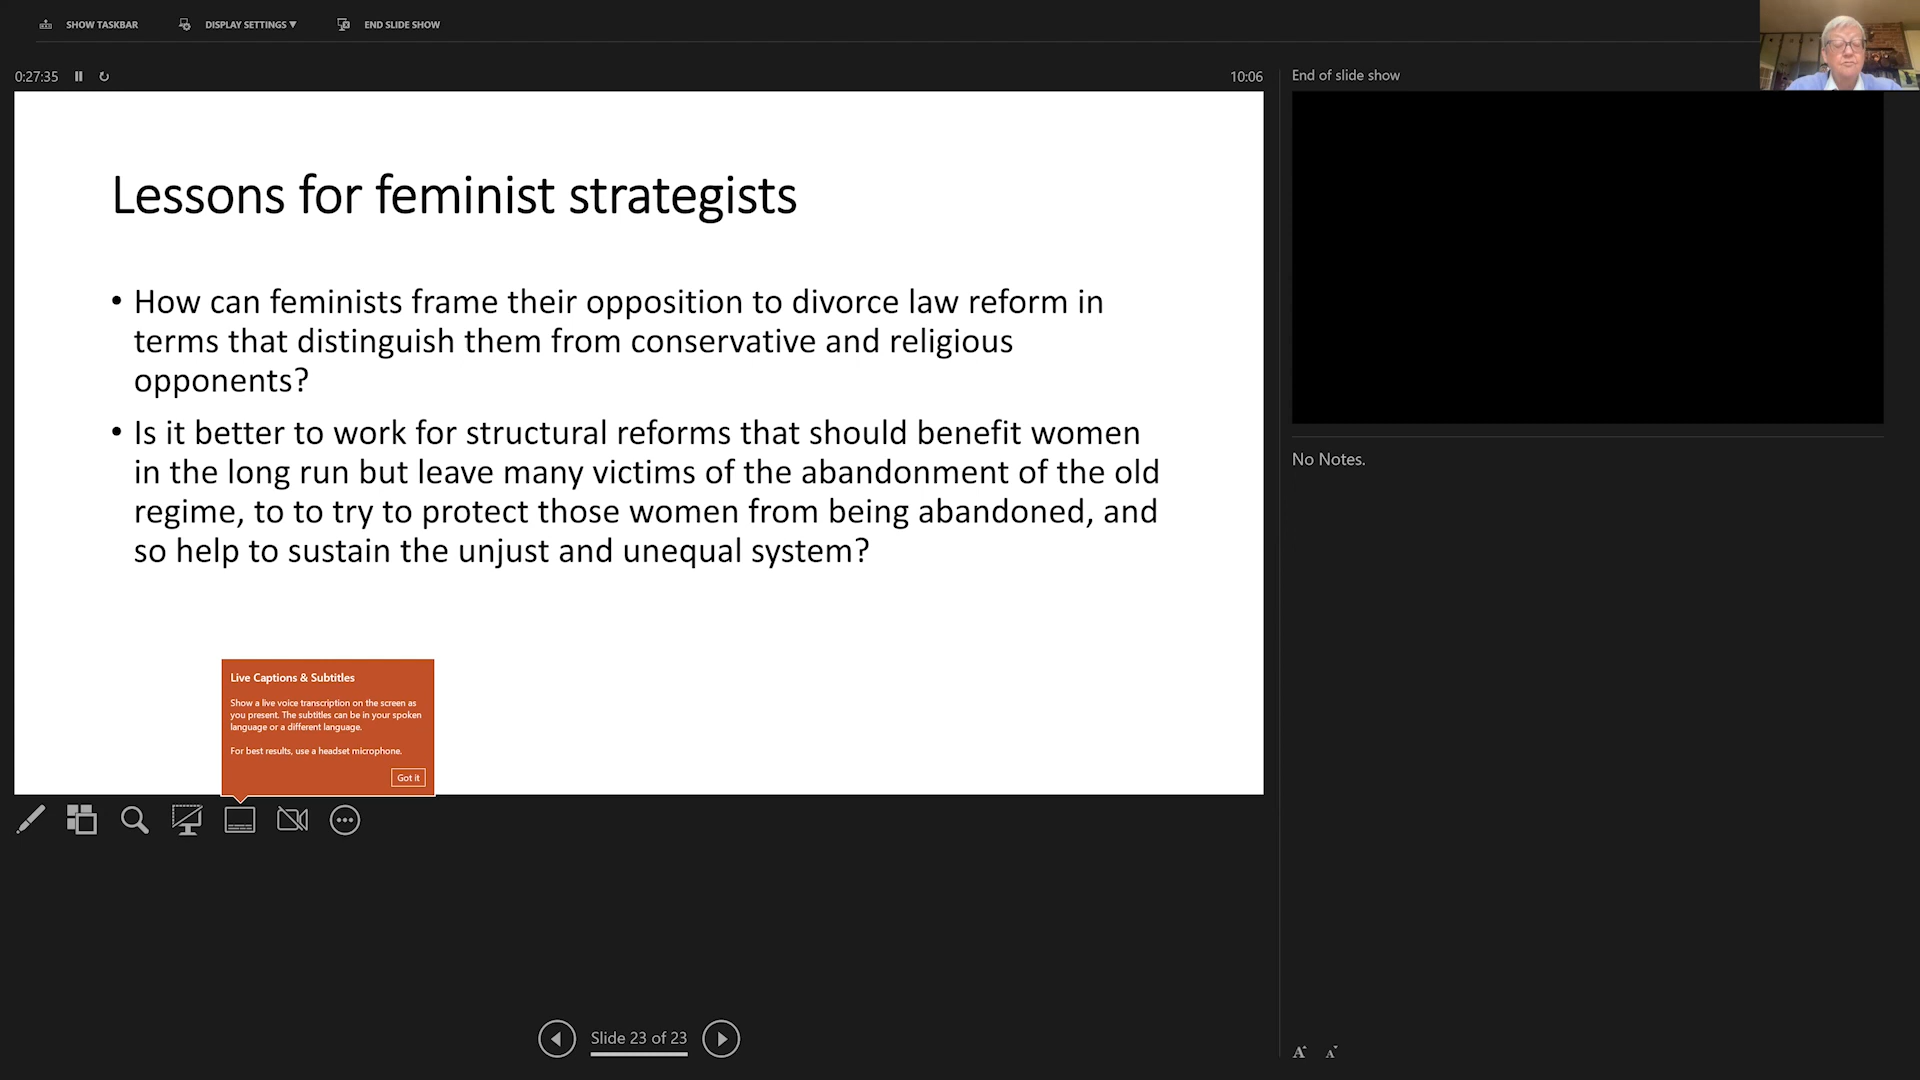 SHOW TASKBAR
DISPLAY SETTINGS ▼
END SLIDE SHOW
0:27:35
10:06
End of slide show
Lessons for feminist strategists
• How can feminists frame their opposition to divorce law reform in
terms that distinguish them from conservative and religious
opponents?
• Is it better to work for structural reforms that should benefit women
in the long run but leave many victims of the abandonment of the old
regime, to to try to protect those women from being abandoned, and
so help to sustain the unjust and unequal system?
No Notes.
Live Captions & Subtitles
Show a live voice transcription on the screen as
you present. The subtitles can be in your spoken
language or a different language.
For best results, use a headset microphone.
Got it
Slide 23 of 23
A A